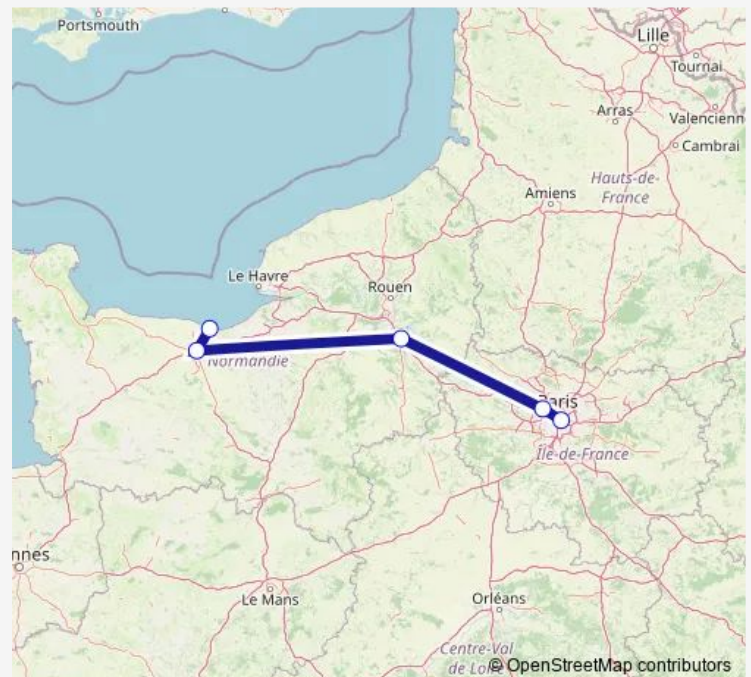 Portsmouth
Lille
Tournai
Arras
Valencienn
Cambrai
Hauts-de-
France
Amiens
Le Havre
Rouen
Normandie
Paris
Île-de-France
nnes
Le Mans
Orléans
Centre-Val
de Loire
© OpenStreetMap contributors